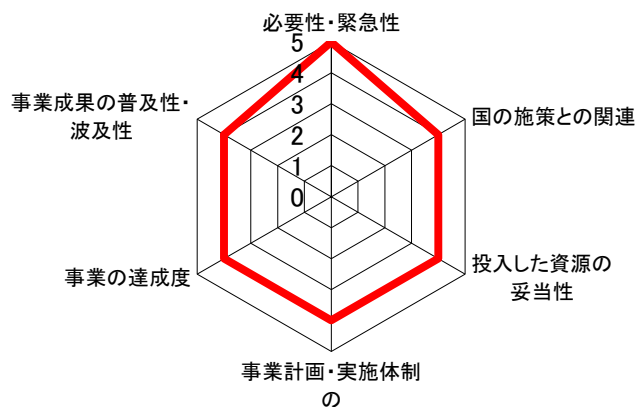 必要性・緊急性
5
4
3
2
1
0
国の施策との関連
投入した資源の
妥当性
事業計画・実施体制
の
事業の達成度
事業成果の普及性・
波及性